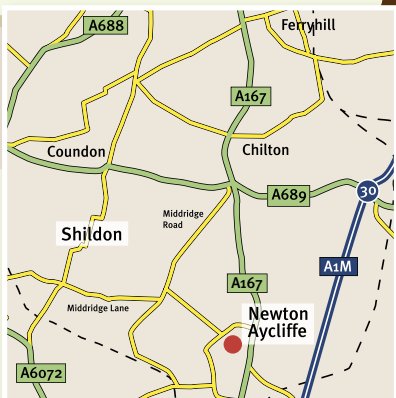 Ferryhill
A688
A167
Coundon
Chilton
30
A689
Middridge
Road
Shildon
A1M
A167
Middridge Lane
Newton
Aycliffe
A6072